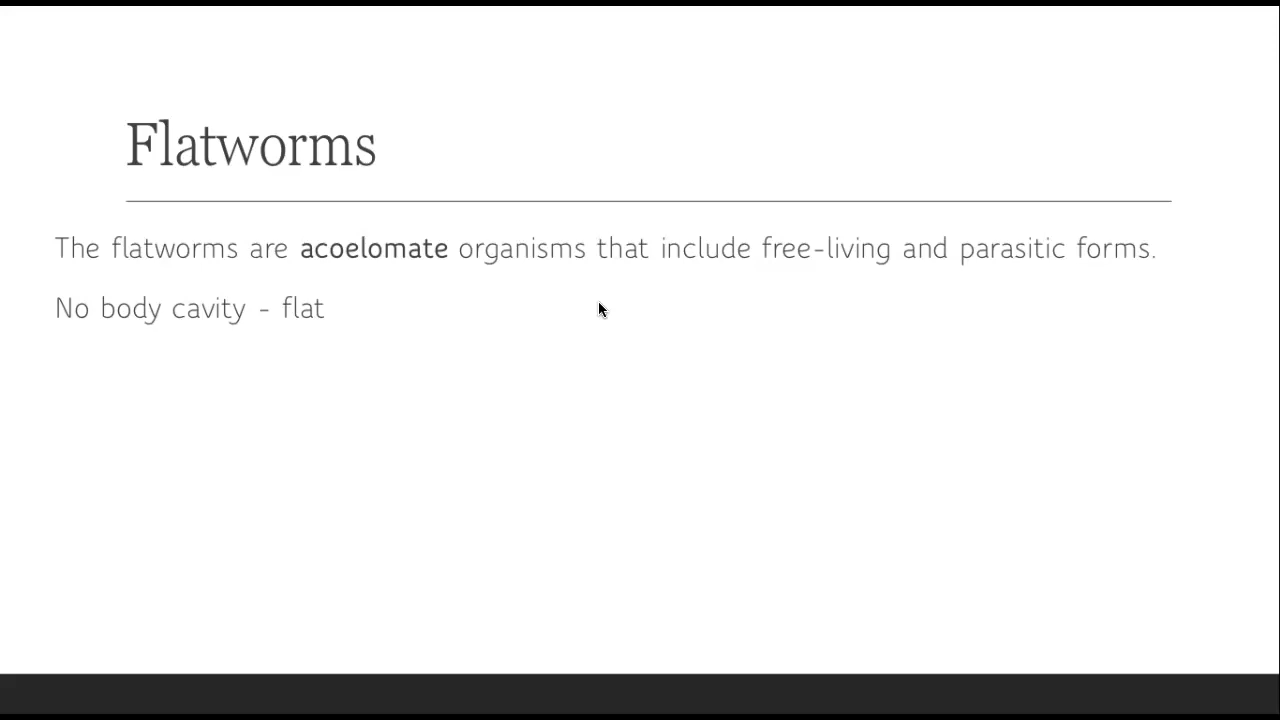 Flatworms
The flatworms are acoelomate organisms that include free-living and parasitic forms.
No body cavity - flat